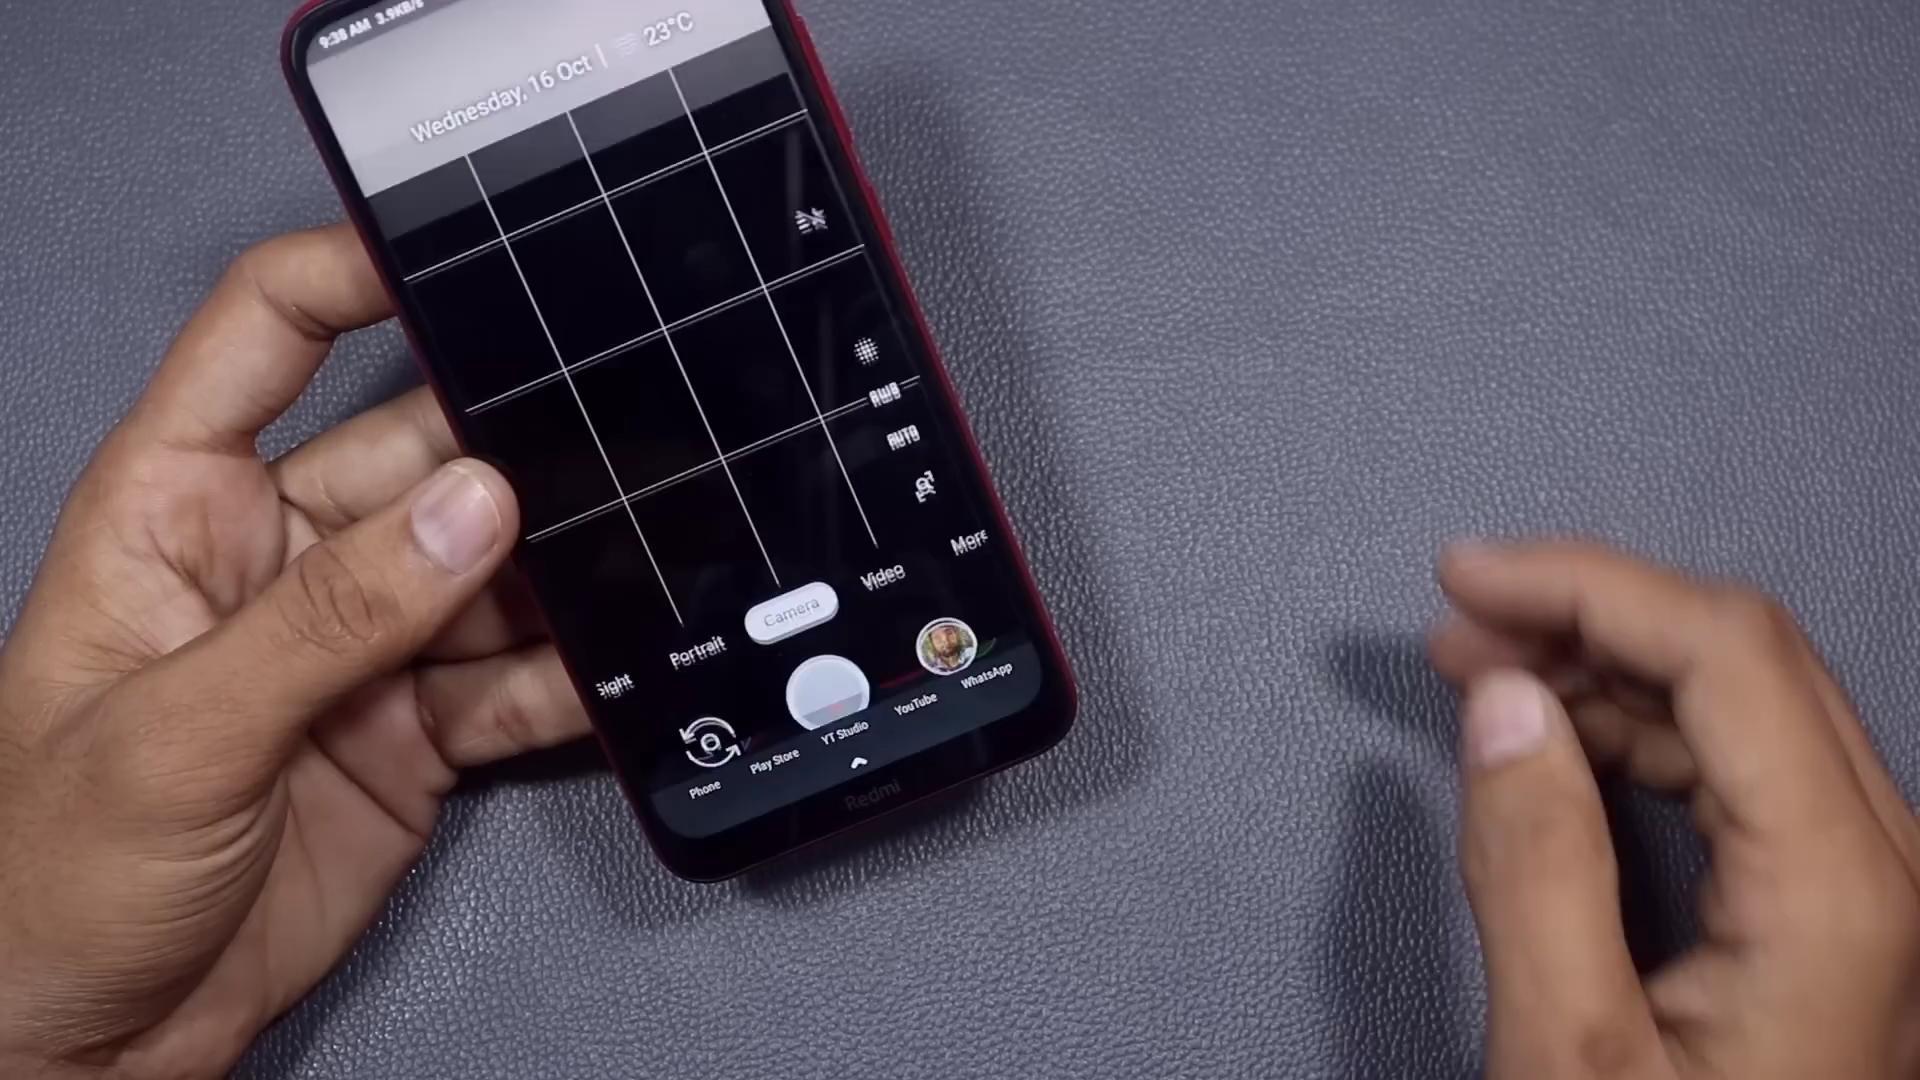 9:38 AM 3.9KB/s
Wednesday, 16 Oct | 23°C
AWB
AUTO
More
Video
Camera
Portrait
Sight
WhatsApp
YouTube
YT Studio
Play Store
Phone
Redmi